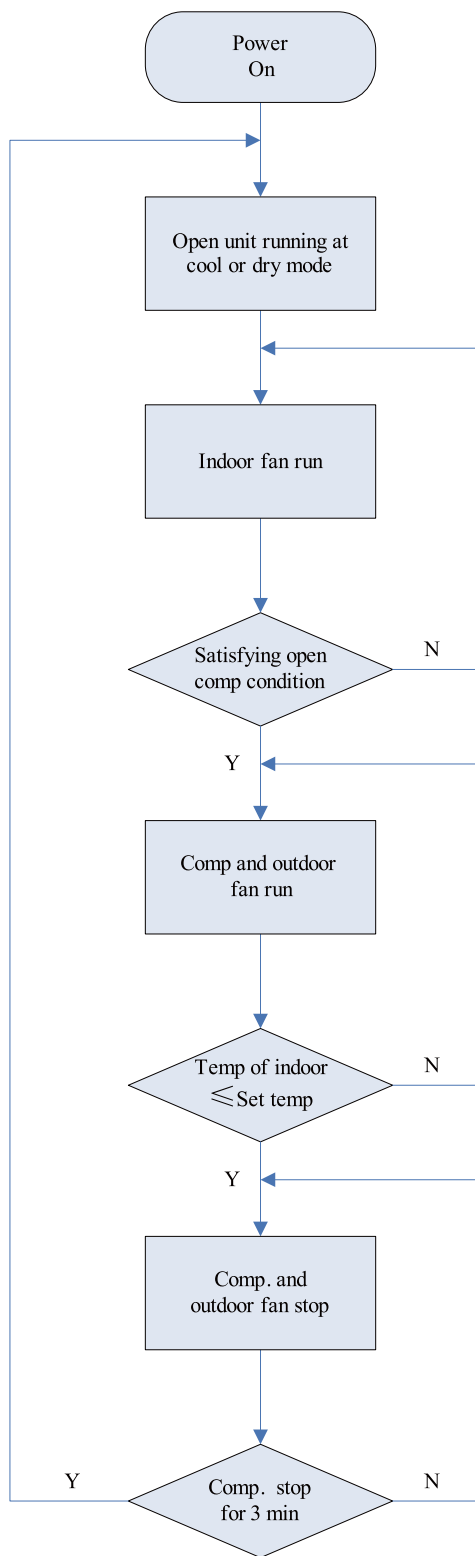 Power
On
Open unit running at
cool or dry mode
Indoor fan run
Satisfying open
comp condition
N
Y
Comp and outdoor
fan run
Temp of indoor
≤Set temp
N
Y
Comp. and
outdoor fan stop
Y
Comp. stop
for 3 min
N